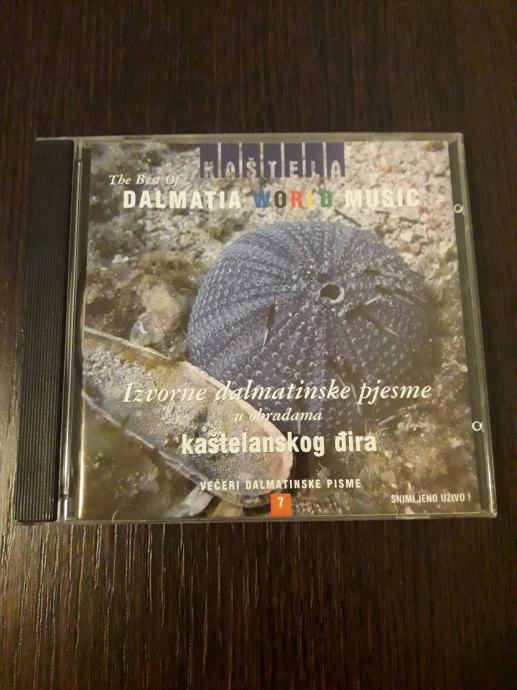 KAŠTELA
The Best Of
DALMATIA WORLD MUSIC
Izvorne dalmatinske pjesme
u obradama
kaštelanskog đira
VEČERI DALMATINSKE PISME
7
SNIMLJENO UŽIVO !